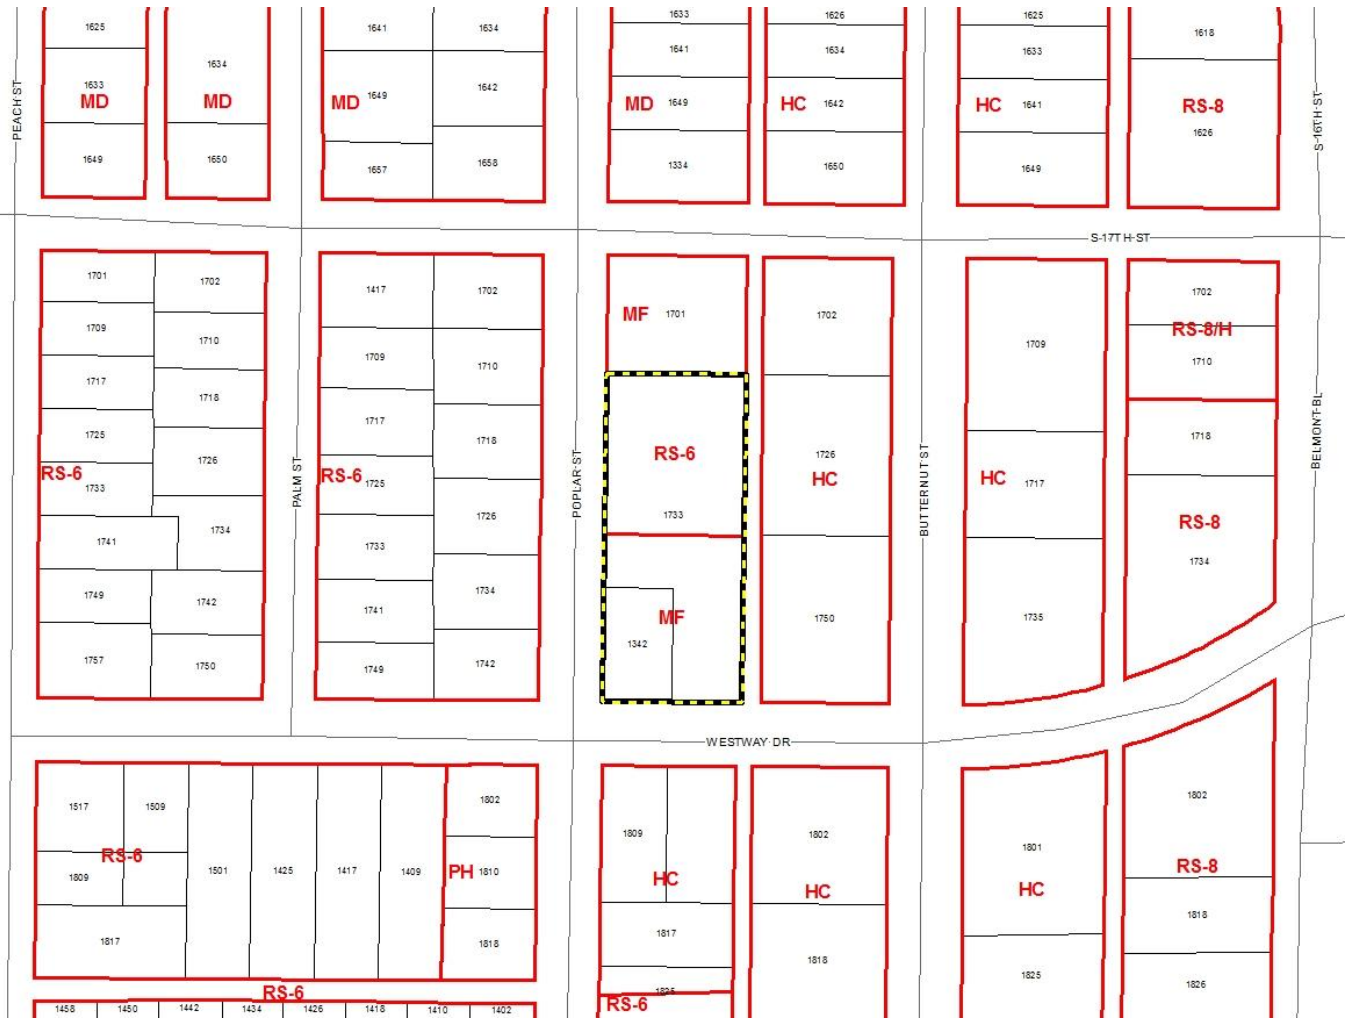 1625
1633
MD
1649
1634
MD
1650
1641
1634
MD
1649
1642
1657
1658
1633
1641
MD
1649
1334
1626
1634
HC
1642
1650
1625
1633
HC
1641
1649
1618
RS-8
1626
PEACH ST
S 16TH ST
S 17TH ST
1701
1702
1709
1710
1717
1718
1725
1726
RS-6
1733
1734
1741
1749
1742
1757
1750
PALM ST
1417
1702
1709
1710
1717
1718
RS-6
1725
1726
1733
1734
1741
1742
1749
POPLAR ST
MF
1701
RS-6
1733
MF
1342
1702
1726
HC
1750
BUTTERNUT ST
1709
HC
1717
1735
1702
RS-8/H
1710
1718
RS-8
1734
BELMONT BL
WESTWAY DR
1517
1509
RS-6
1809
1817
1501
1425
1417
1409
1802
PH
1810
1818
1809
HC
1817
1825
RS-6
1802
HC
1818
1801
HC
1825
1802
RS-8
1818
1826
RS-6
1458
1450
1442
1434
1426
1418
1410
1402